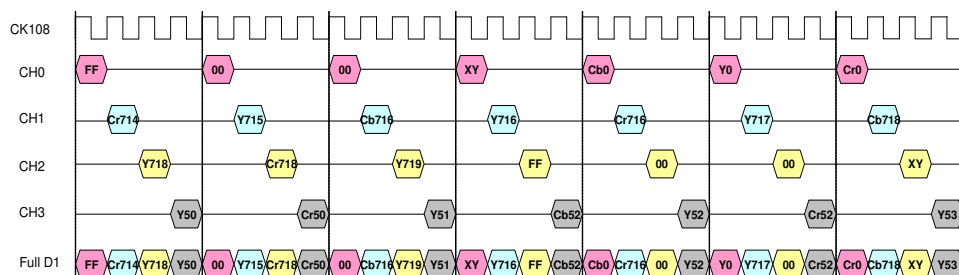 CK108
CH0 FF 00 00 XY Cb0 Y0 Cr0
CH1 Cr714 Y715 Cb716 Y716 Cr716 Y717 Cb718
CH2 Y718 Cr718 Y719 FF 00 00 XY
CH3 Y50 Cr50 Y51 Cb52 Y52 Cr52 Y53
Full D1 FF Cr714 Y718 Y50 00 Y715 Cr718 Cr50 00 Cb716 Y719 Y51 XY Y716 FF Cb52 Cb0 Cr716 00 Y52 Y0 Y717 00 Cr52 Cr0 Cb718 XY Y53